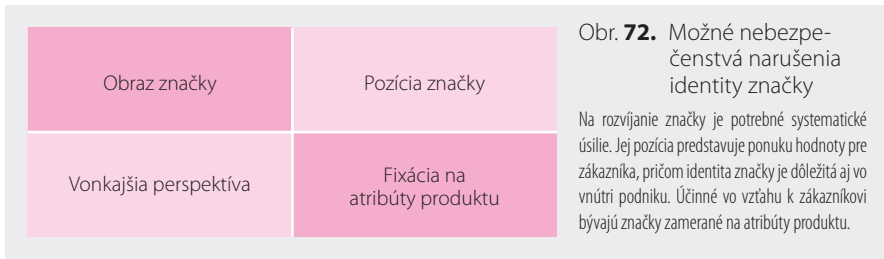 Obraz značky
Pozícia značky
Vonkajšia perspektíva
Fixácia na
atribúty produktu
Obr. 72. Možné nebezpe-
čenstvá narušenia
identity značky
Na rozvíjanie značky je potrebné systematické
úsilie. Jej pozícia predstavuje ponuku hodnoty pre
zákazníka, pričom identita značky je dôležitá aj vo
vnútri podniku. Účinné vo vzťahu k zákazníkovi
bývajú značky zamerané na atribúty produktu.